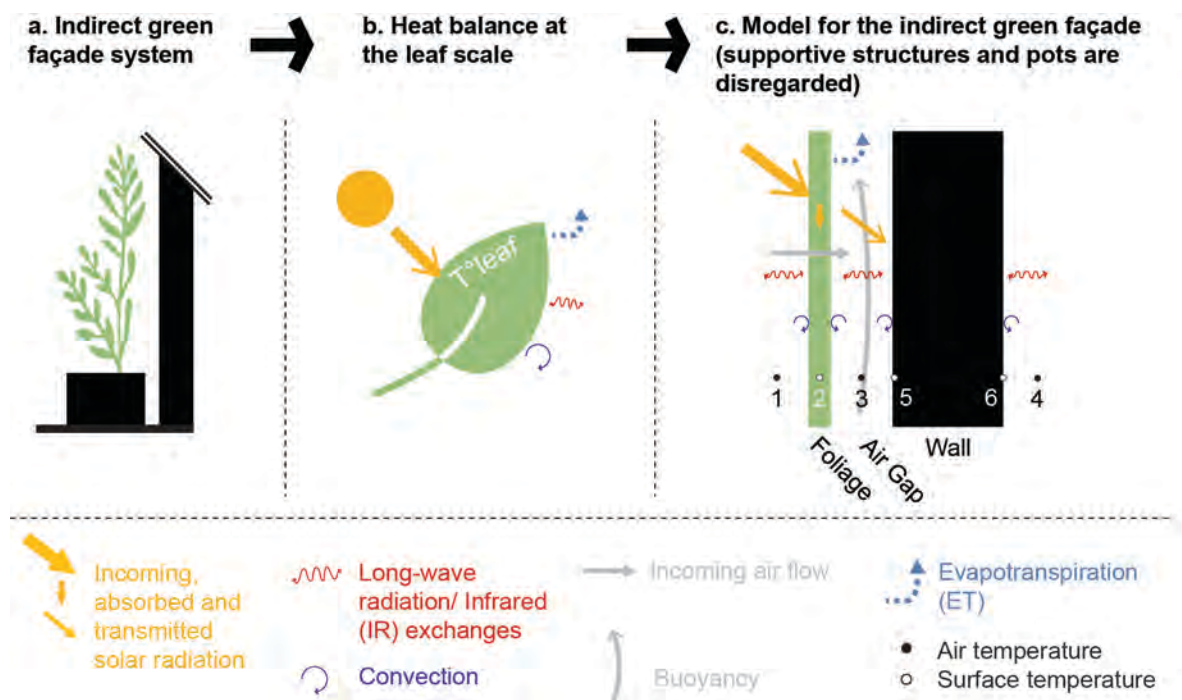 a. Indirect green
façade system
b. Heat balance at
the leaf scale
c. Model for the indirect green façade
(supportive structures and pots are
disregarded)
T°leaf
1
2
3
5
6
4
Foliage
Air Gap
Wall
Incoming,
absorbed and
transmitted
solar radiation
Long-wave
radiation/ Infrared
(IR) exchanges
Convection
Incoming air flow
Buoyancy
Evapotranspiration
(ET)
Air temperature
Surface temperature